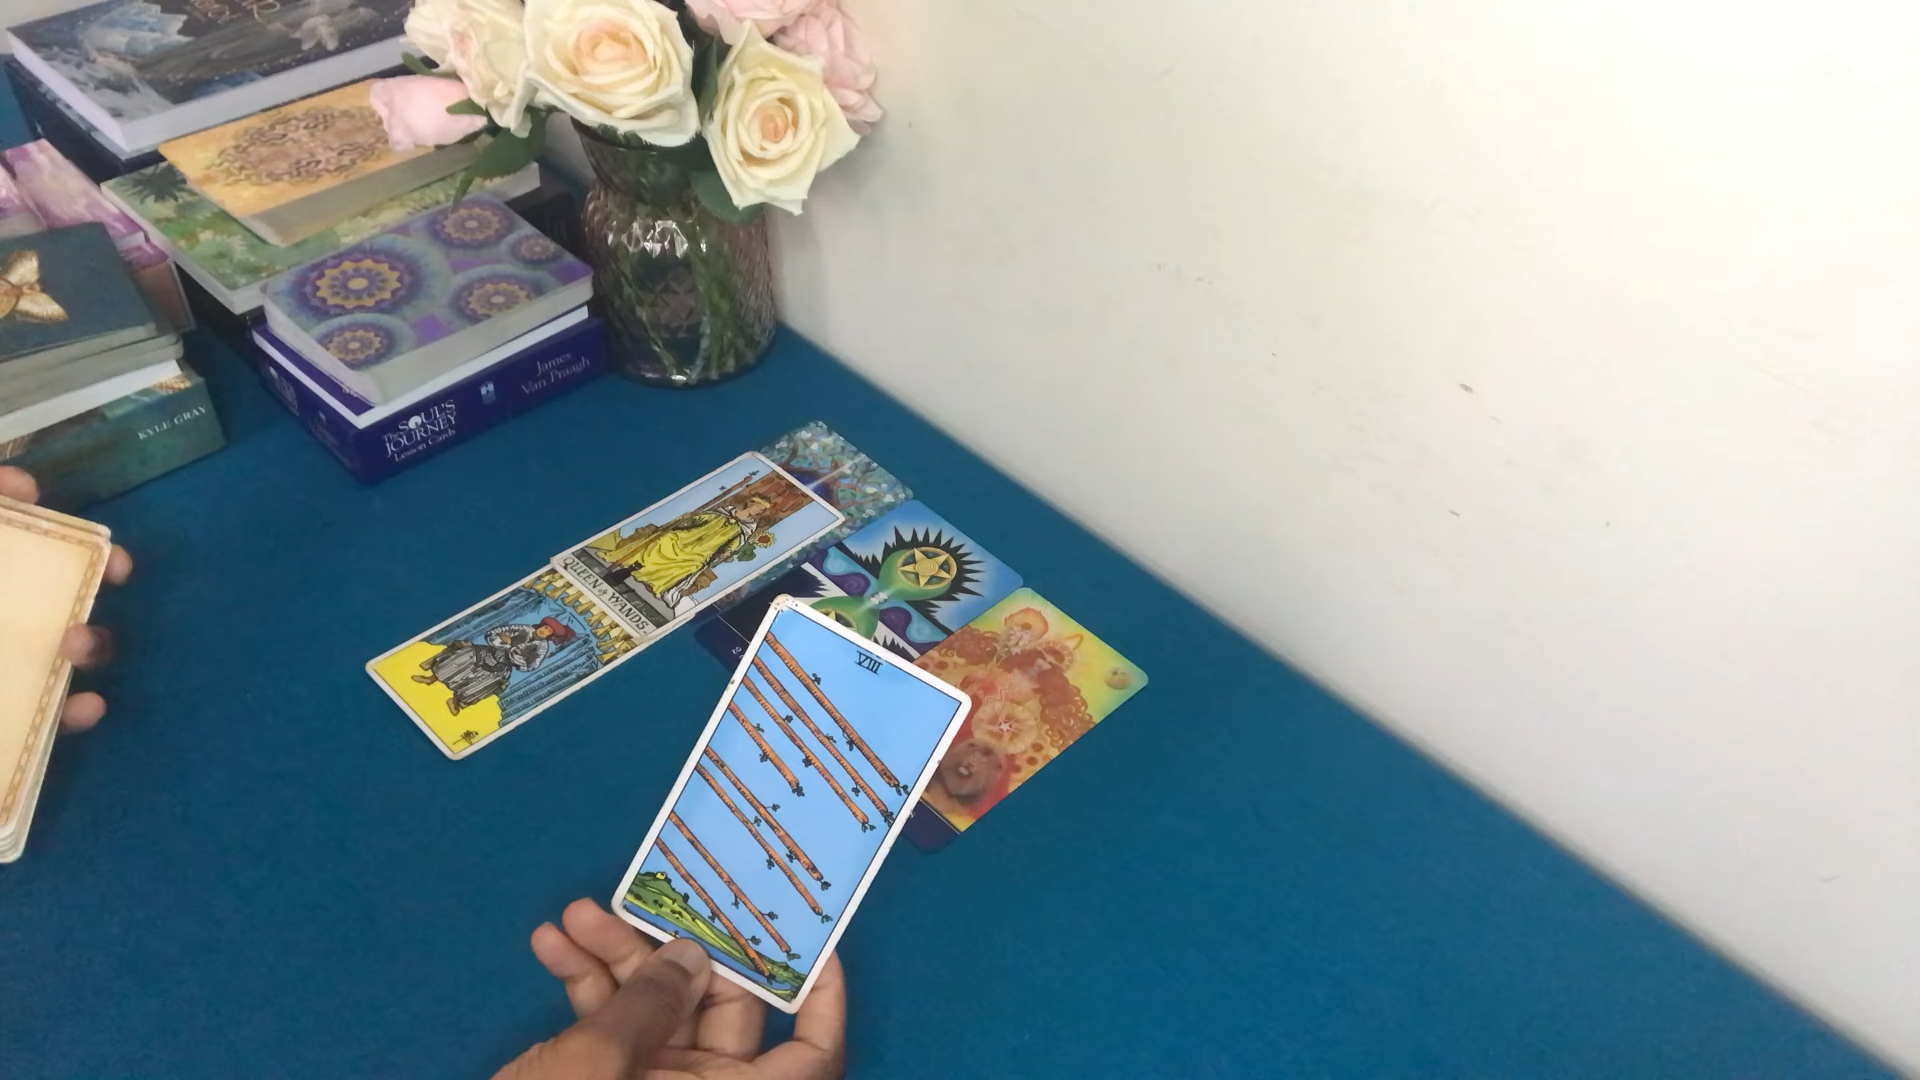 KYLE GRAY
The SOUL'S
JOURNEY
Lesson Cards
James
Van Praagh
QUEEN of WANDS.
VIII